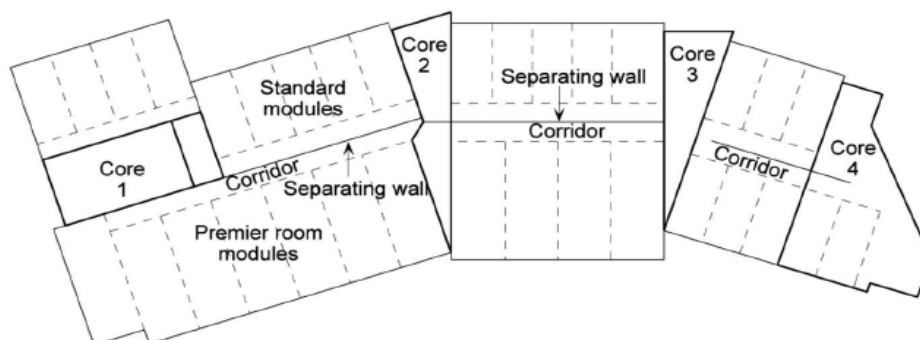 Core
1
Standard
modules
Corridor
Separating wall
Premier room
modules
Core
2
Separating wall
Corridor
Core
3
Corridor
Core
4